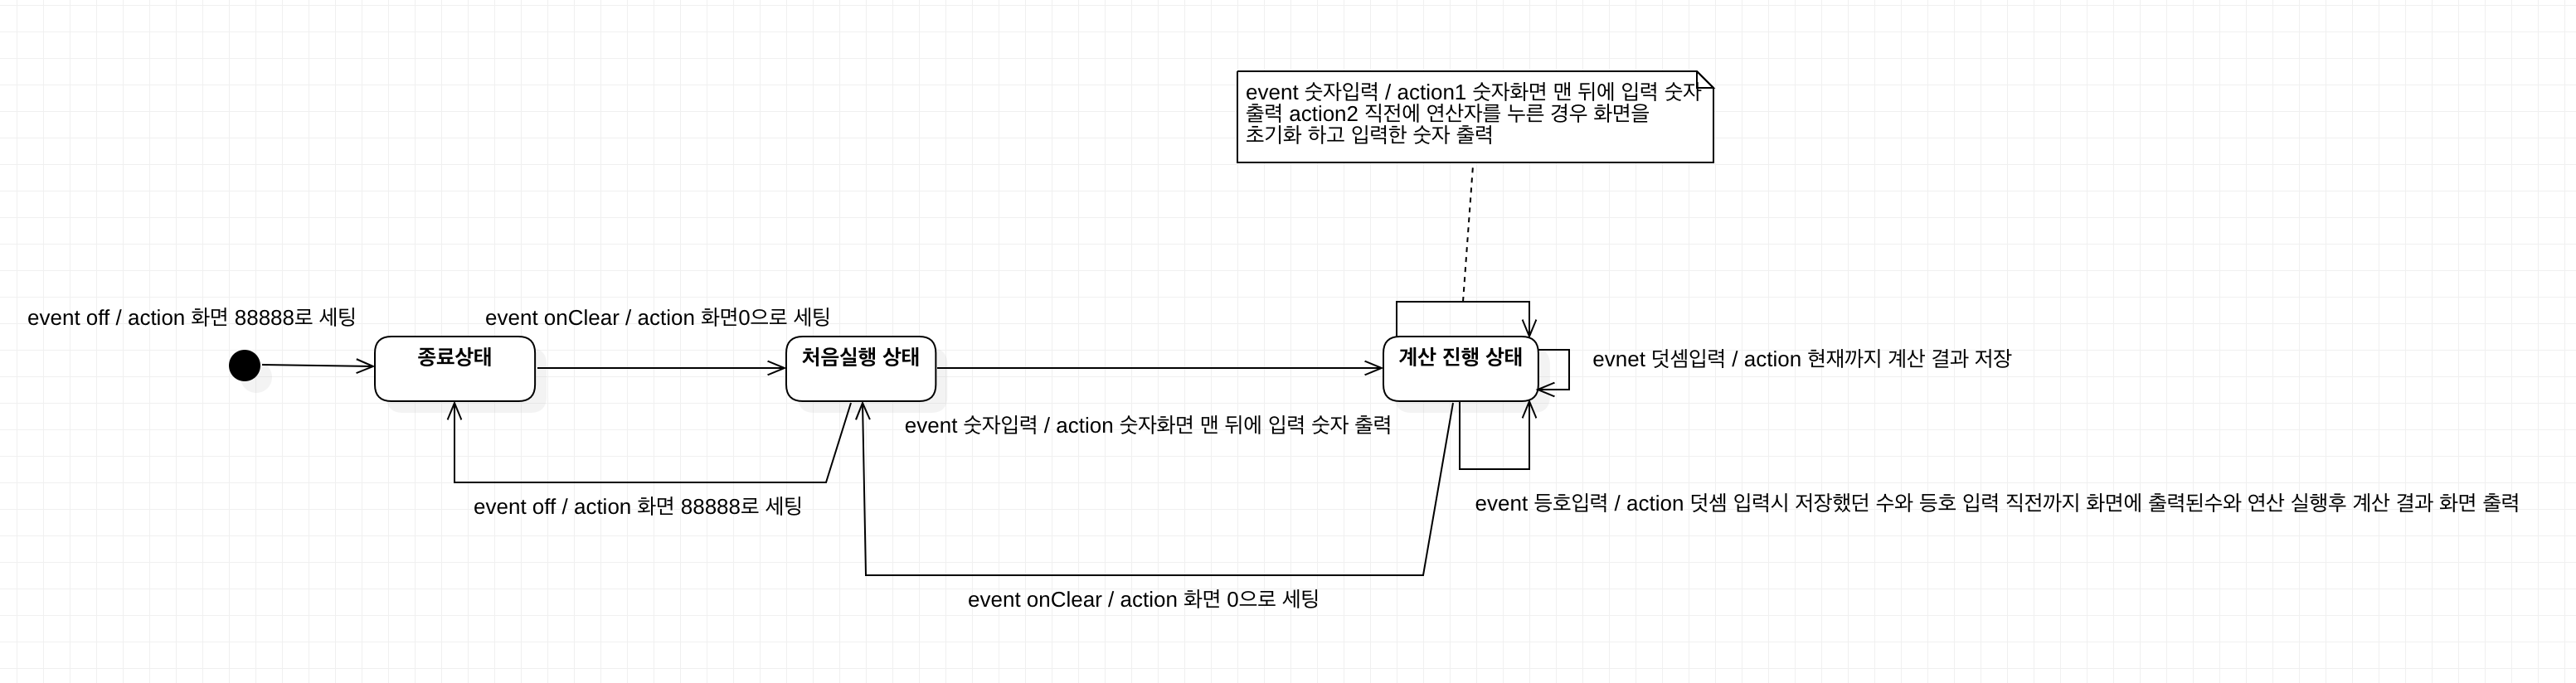 event 숫자입력 / action1 숫자화면 맨 뒤에 입력 숫자
출력 action2 직전에 연산자를 누른 경우 화면을
초기화 하고 입력한 숫자 출력
event off / action 화면 88888로 세팅
event onClear / action 화면0으로 세팅
종료상태
처음실행 상태
계산 진행 상태
evnet 덧셈입력 / action 현재까지 계산 결과 저장
event 숫자입력 / action 숫자화면 맨 뒤에 입력 숫자 출력
event off / action 화면 88888로 세팅
event 등호입력 / action 덧셈 입력시 저장했던 수와 등호 입력 직전까지 화면에 출력된수와 연산 실행후 계산 결과 화면 출력
event onClear / action 화면 0으로 세팅